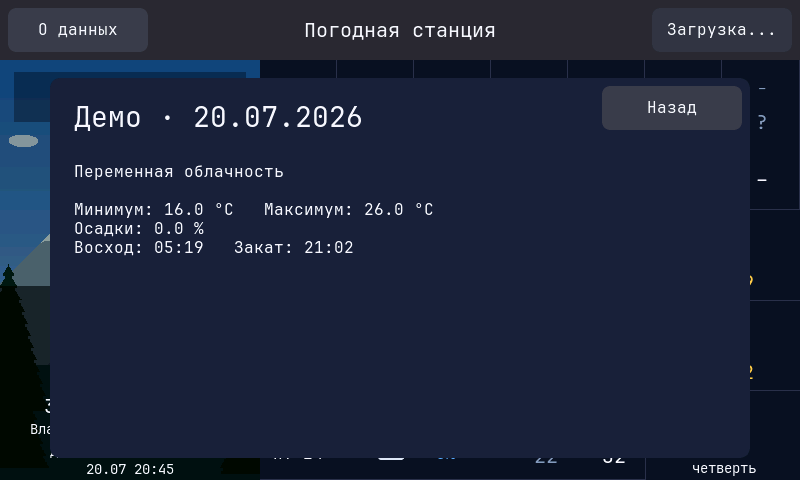 О данных
Погодная станция
Загрузка...
Демо · 20.07.2026
Назад
Переменная облачность
Минимум: 16.0 °C   Максимум: 26.0 °C
Осадки: 0.0 %
Восход: 05:19   Закат: 21:02
–
?
–
20.07 20:45
четверть